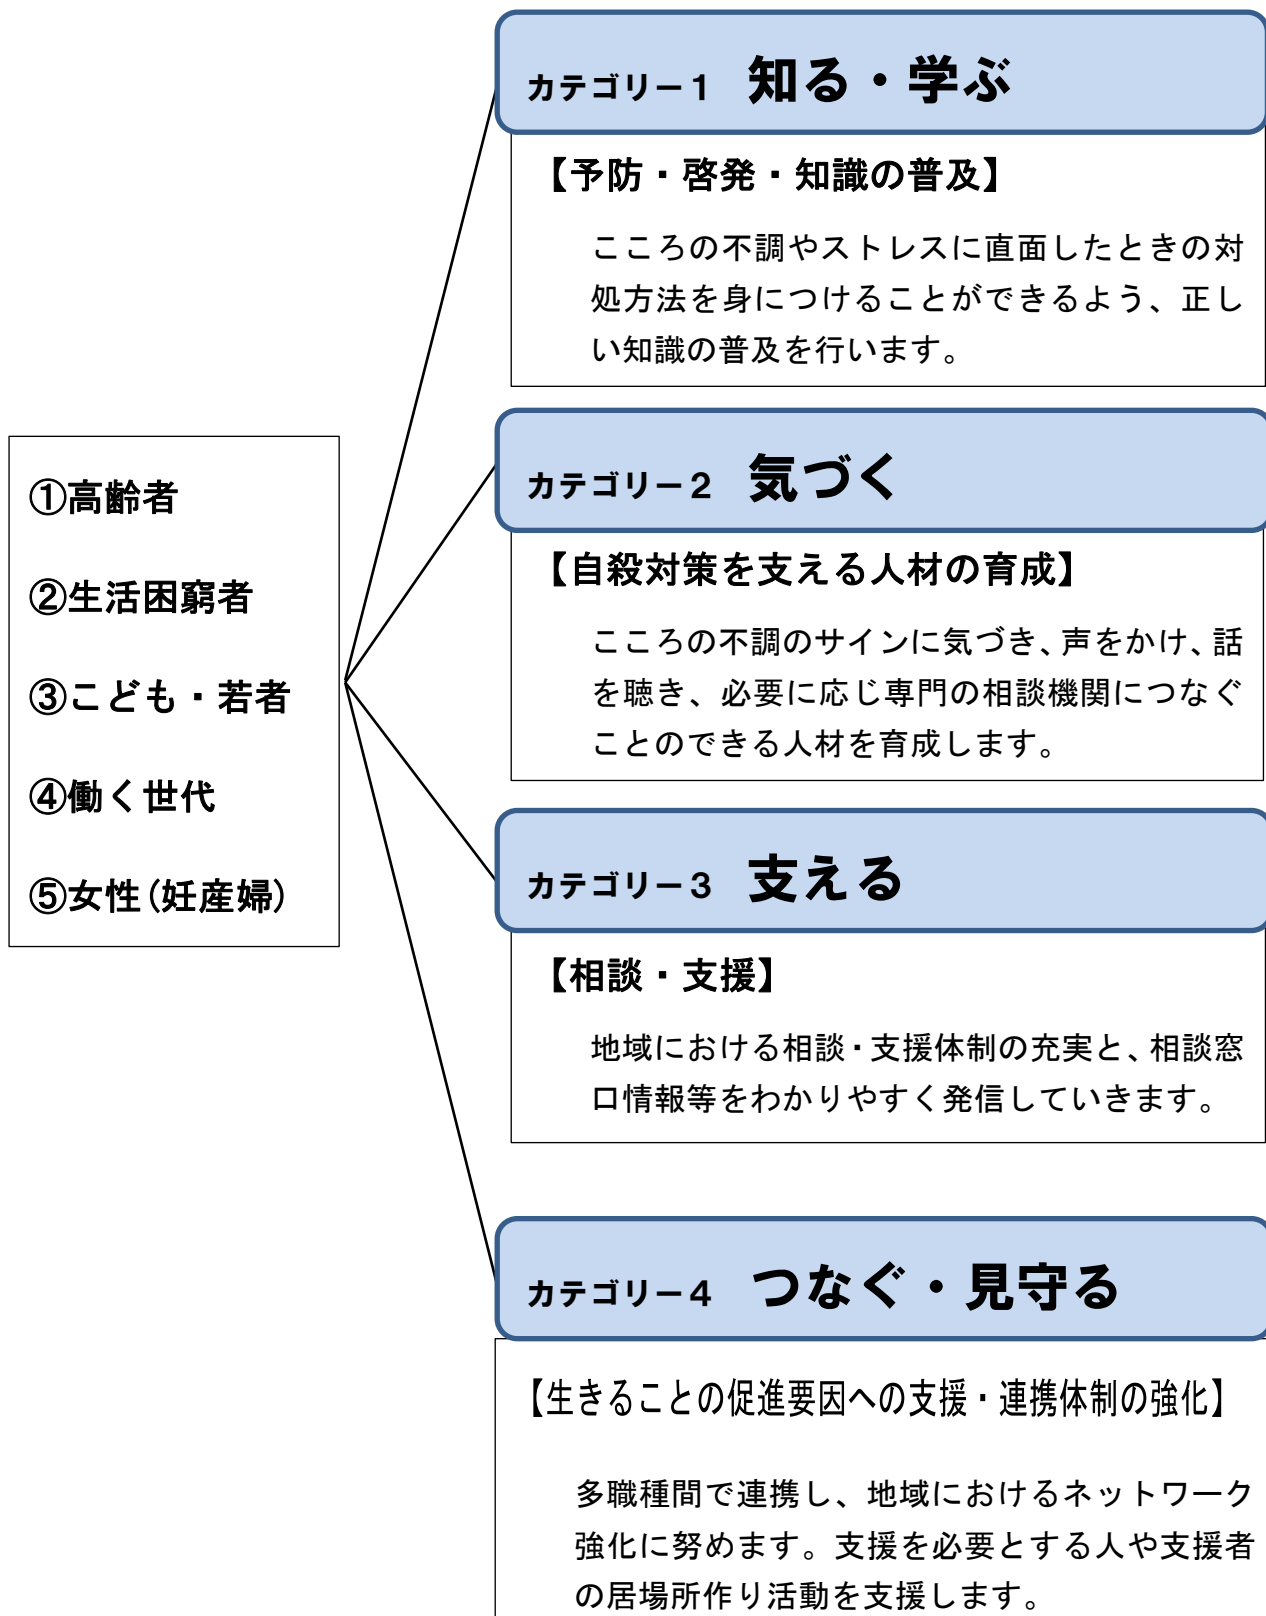 カテゴリー１　知る・学ぶ
【予防・啓発・知識の普及】
こころの不調やストレスに直面したときの対
処方法を身につけることができるよう、正し
い知識の普及を行います。
①高齢者
②生活困窮者
③こども・若者
④働く世代
⑤女性（妊産婦）
カテゴリー２　気づく
【自殺対策を支える人材の育成】
こころの不調のサインに気づき、声をかけ、話
を聴き、必要に応じ専門の相談機関につなぐ
ことのできる人材を育成します。
カテゴリー３　支える
【相談・支援】
地域における相談・支援体制の充実と、相談窓
口情報等をわかりやすく発信していきます。
カテゴリー４　つなぐ・見守る
【生きることの促進要因への支援・連携体制の強化】
多職種間で連携し、地域におけるネットワーク
強化に努めます。支援を必要とする人や支援者
の居場所作り活動を支援します。